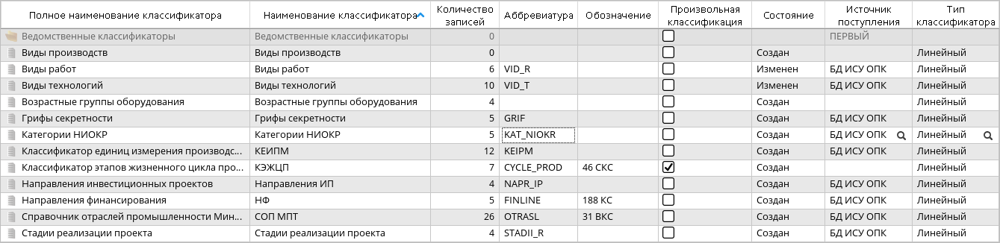 Полное наименование классификатора Наименование классификатора Количество записей Аббревиатура Обозначение Произвольная классификация Состояние Источник поступления Тип классификатора
Ведомственные классификаторы Ведомственные классификаторы 0 ПЕРВЫЙ
Виды производств Виды производств 0 Создан Линейный
Виды работ Виды работ 6 VID_R Изменен БД ИСУ ОПК Линейный
Виды технологий Виды технологий 10 VID_T Изменен БД ИСУ ОПК Линейный
Возрастные группы оборудования Возрастные группы оборудования 4 Создан Линейный
Грифы секретности Грифы секретности 5 GRIF Создан БД ИСУ ОПК Линейный
Категории НИОКР Категории НИОКР 5 KAT_NIOKR Создан БД ИСУ ОПК Линейный
Классификатор единиц измерения производс... КЕИПМ 12 KEIPM Создан БД ИСУ ОПК Линейный
Классификатор этапов жизненного цикла про... КЭЖЦП 7 CYCLE_PROD 46 СКС Создан Линейный
Направления инвестиционных проектов Направления ИП 4 NAPR_IP Создан БД ИСУ ОПК Линейный
Направления финансирования НФ 5 FINLINE 188 КС Создан БД ИСУ ОПК Линейный
Справочник отраслей промышленности Мин... СОП МПТ 26 OTRASL 31 ВКС Создан БД ИСУ ОПК Линейный
Стадии реализации проекта Стадии реализации проекта 4 STADII_R Создан БД ИСУ ОПК Линейный